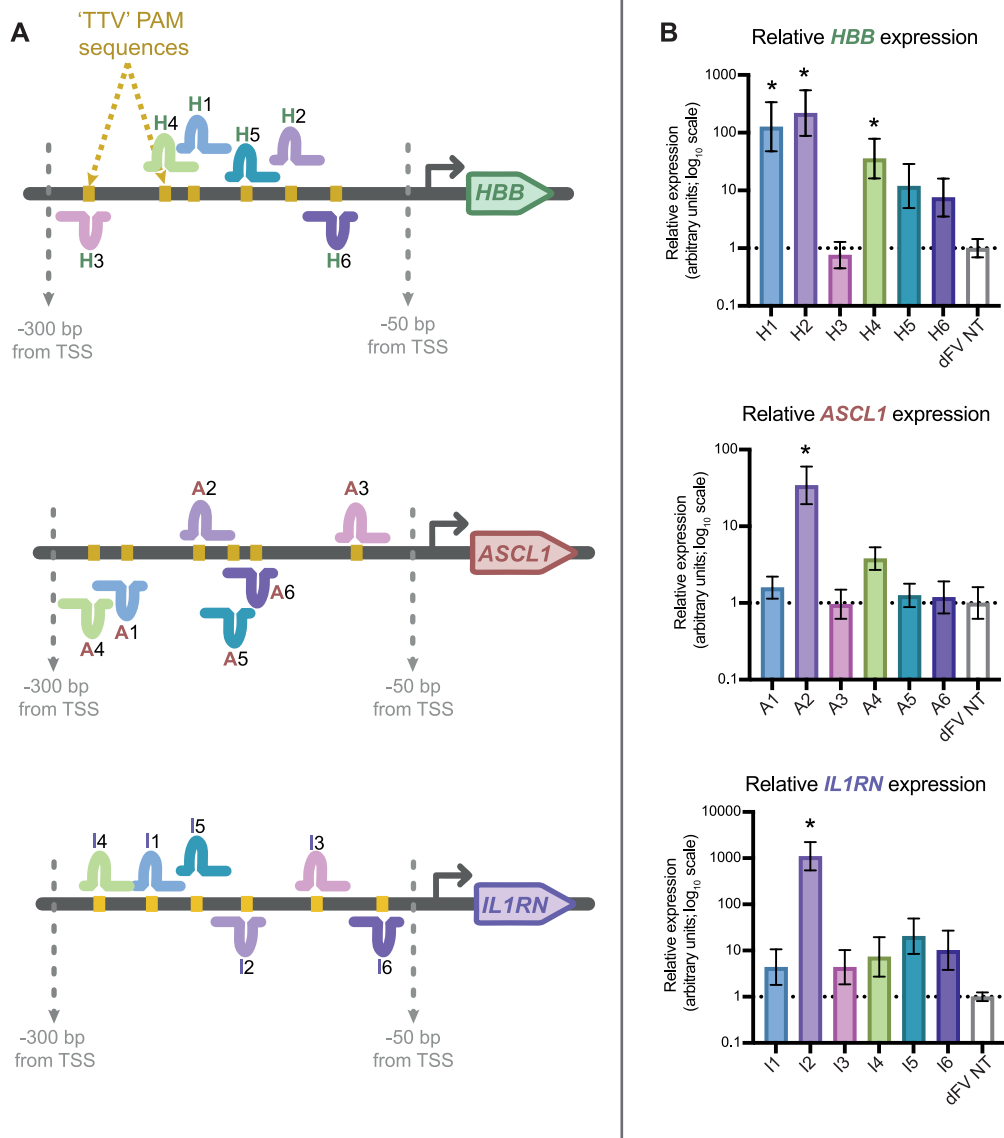 A
'TTV' PAM
sequences
H4
H1
H5
H2
H3
H6
HBB
-300 bp
from TSS
-50 bp
from TSS
A2
A3
A4
A1
A5
A6
ASCL1
-300 bp
from TSS
-50 bp
from TSS
I4
I1
I5
I3
I2
I6
IL1RN
-300 bp
from TSS
-50 bp
from TSS
B
Relative HBB expression
Relative expression
(arbitrary units; log10 scale)
1000
100
10
1
0.1
*
*
*
H1
H2
H3
H4
H5
H6
dFV NT
Relative ASCL1 expression
Relative expression
(arbitrary units; log10 scale)
100
10
1
0.1
*
A1
A2
A3
A4
A5
A6
dFV NT
Relative IL1RN expression
Relative expression
(arbitrary units; log10 scale)
10000
1000
100
10
1
0.1
*
I1
I2
I3
I4
I5
I6
dFV NT